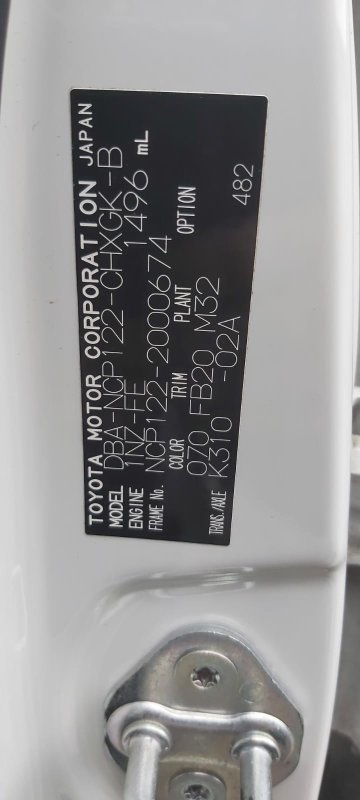 TOYOTA MOTOR CORPORATION JAPAN
MODEL DBA-NCP122-CHXGK-B
ENGINE 1NZ-FE 1496 mL
FRAME No. NCP122-2000674
COLOR TRIM PLANT OPTION
070 FB20 M32
TRANS./AXLE K310 -02A 482